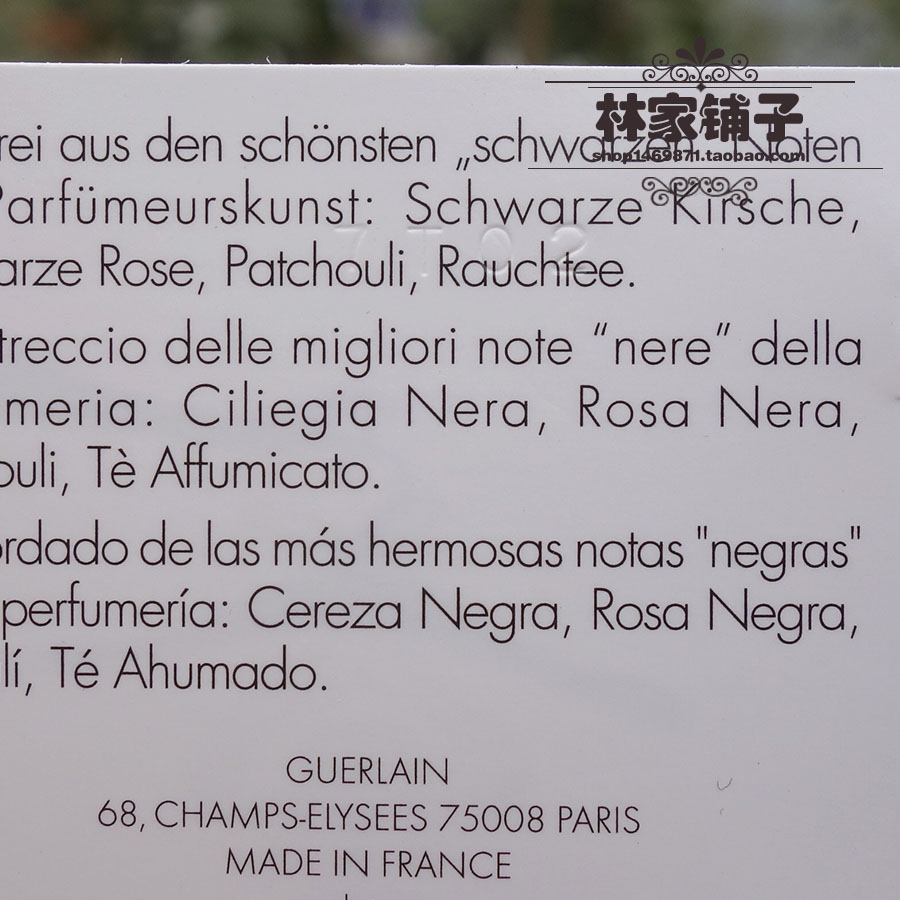 林家铺子
shop1469871.taobao.com
rei aus den schönsten „schwarzen“ Noten
Parfümeurskunst: Schwarze Kirsche,
arze Rose, Patchouli, Rauchtee.
7T02
treccio delle migliori note “nere” della
meria: Ciliegia Nera, Rosa Nera,
ouli, Tè Affumicato.
ordado de las más hermosas notas "negras"
perfumería: Cereza Negra, Rosa Negra,
lí, Té Ahumado.
GUERLAIN
68, CHAMPS-ELYSEES 75008 PARIS
MADE IN FRANCE